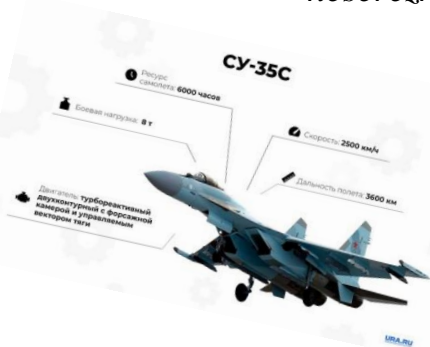 СУ-35С
Ресурс
самолета: 6000 часов
Боевая нагрузка: 8 т
Скорость: 2500 км/ч
Дальность полета: 3600 км
Двигатель: турбореактивный
двухконтурный с форсажной
камерой и управляемым
вектором тяги
URA.RU